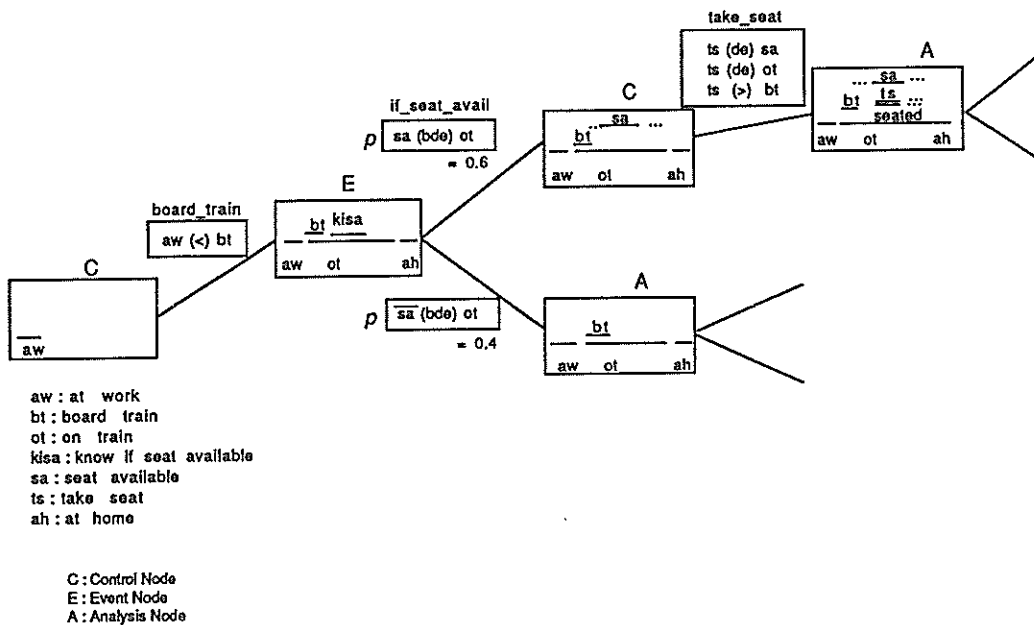 take_seat
ts (de) sa
ts (de) ot
ts (>) bt
A
... sa ...
bt ts ...
seated
aw ot ah
if_seat_avail
p sa (bde) ot
= 0.6
C
... sa ...
bt
aw ot ah
E
bt kisa
aw ot ah
board_train
aw (<) bt
C
aw
p sa (bde) ot
= 0.4
A
bt
aw ot ah
aw : at work
bt : board train
ot : on train
kisa : know if seat available
sa : seat available
ts : take seat
ah : at home
C : Control Node
E : Event Node
A : Analysis Node